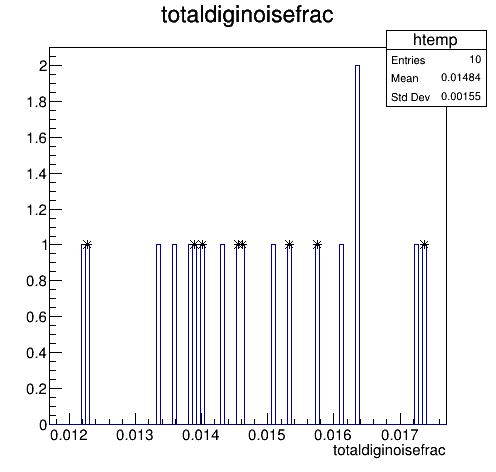 totaldiginoisefrac
htemp
Entries 10
Mean 0.01484
Std Dev 0.00155
2
1.8
1.6
1.4
1.2
1
0.8
0.6
0.4
0.2
0
0.012 0.013 0.014 0.015 0.016 0.017
totaldiginoisefrac